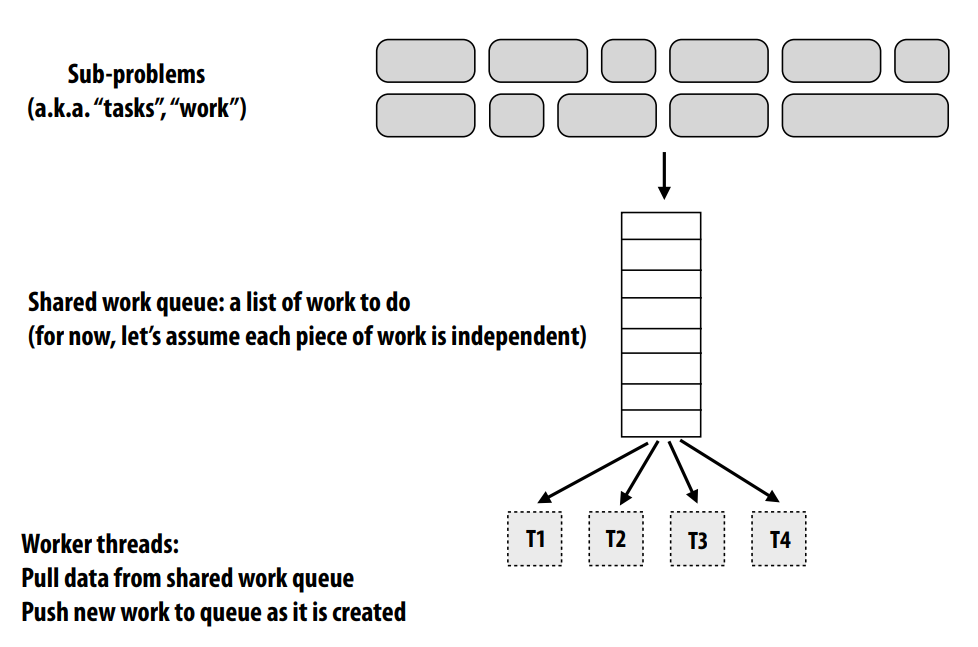 Sub-problems
(a.k.a. “tasks”, “work”)
Shared work queue: a list of work to do
(for now, let’s assume each piece of work is independent)
T1 T2 T3 T4
Worker threads:
Pull data from shared work queue
Push new work to queue as it is created